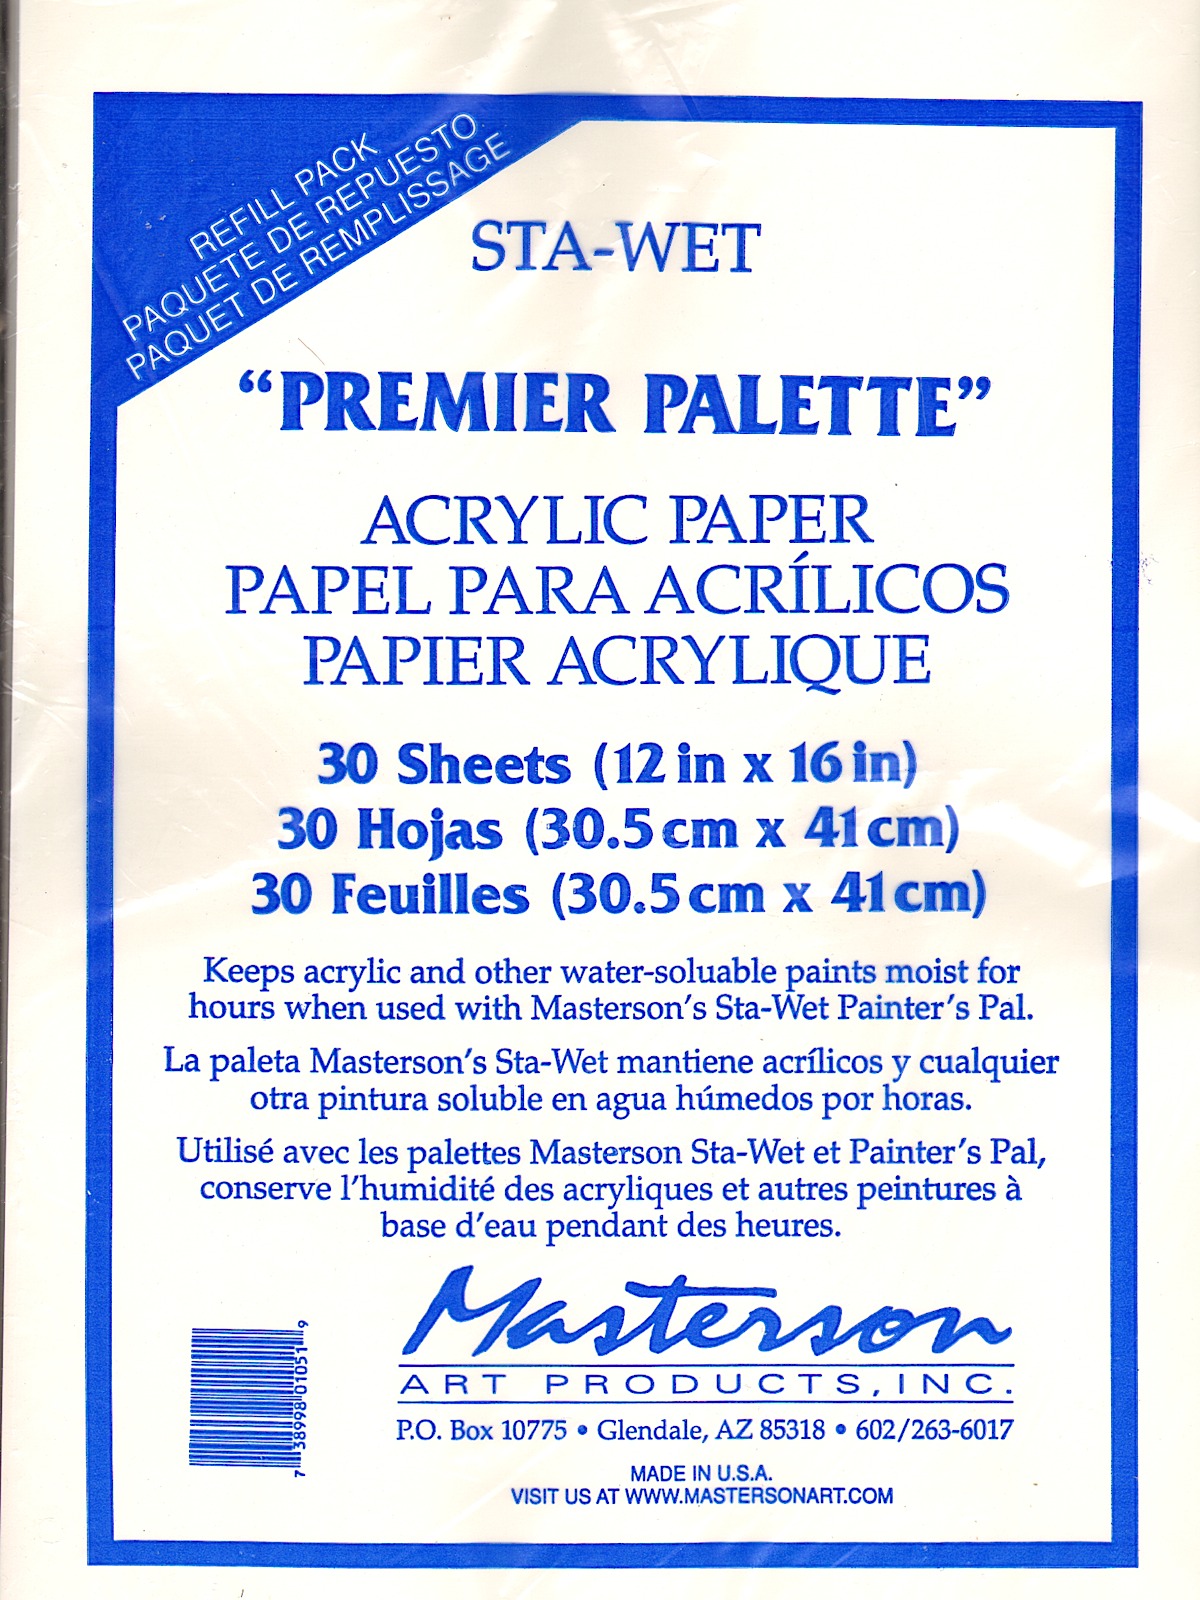 REFILL PACK
PAQUETE DE REPUESTO
PAQUET DE REMPLISSAGE
STA-WET
“PREMIER PALETTE”
ACRYLIC PAPER
PAPEL PARA ACRÍLICOS
PAPIER ACRYLIQUE
30 Sheets (12 in x 16 in)
30 Hojas (30.5 cm x 41 cm)
30 Feuilles (30.5 cm x 41 cm)
Keeps acrylic and other water-soluable paints moist for
hours when used with Masterson’s Sta-Wet Painter’s Pal.
La paleta Masterson’s Sta-Wet mantiene acrílicos y cualquier
otra pintura soluble en agua húmedos por horas.
Utilisé avec les palettes Masterson Sta-Wet et Painter’s Pal,
conserve l’humidité des acryliques et autres peintures à
base d’eau pendant des heures.
Masterson
ART PRODUCTS, INC.
P.O. Box 10775 • Glendale, AZ 85318 • 602/263-6017
MADE IN U.S.A.
VISIT US AT WWW.MASTERSONART.COM
7 38998 01051 9